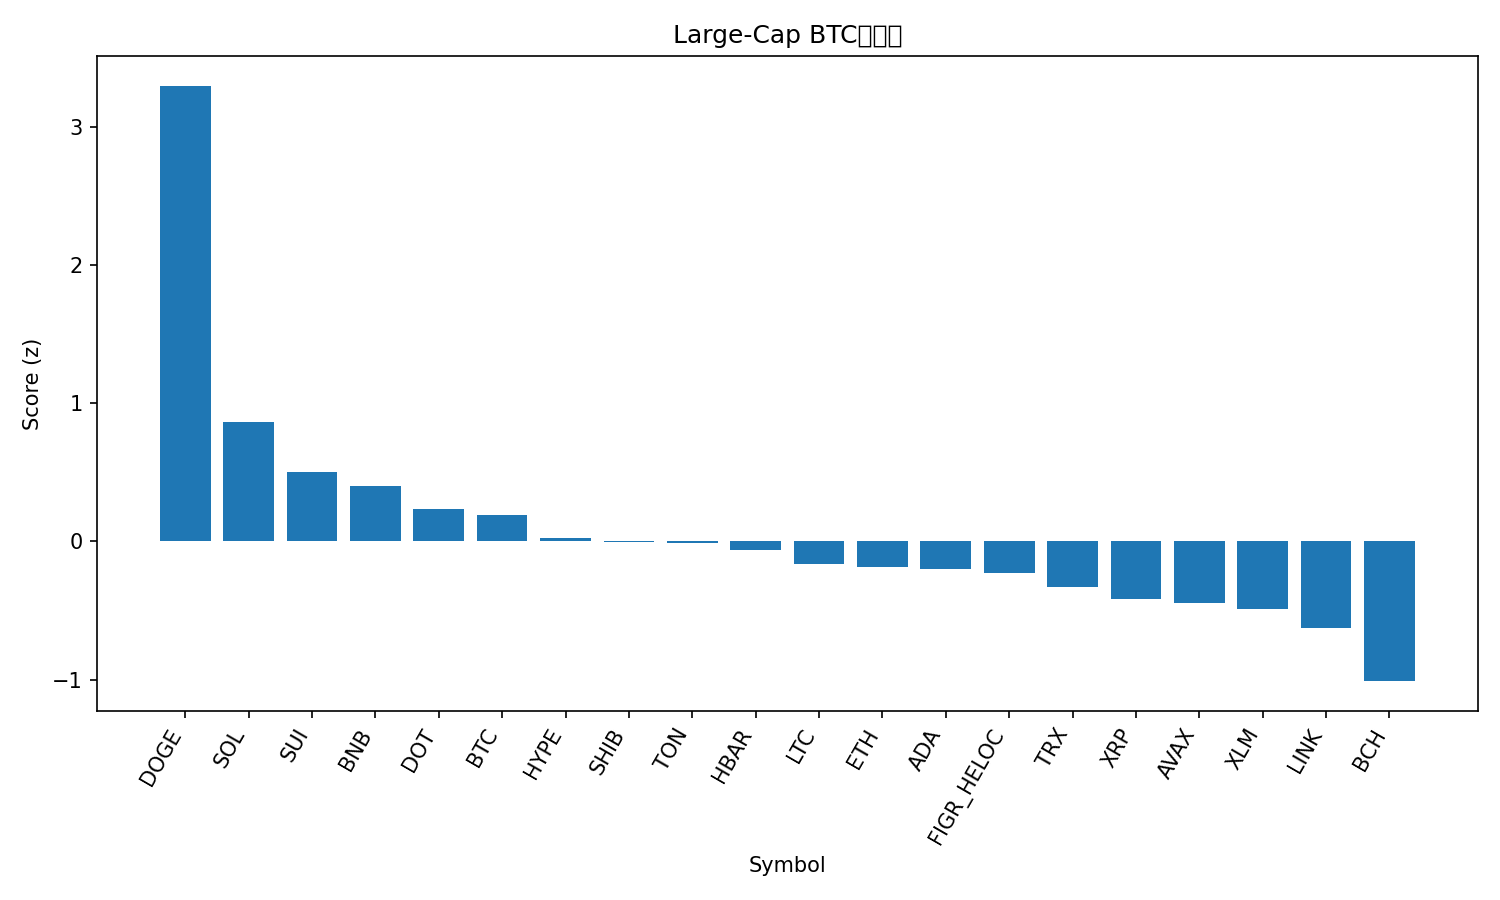 Large-Cap BTC
Score (z)
3
2
1
0
−1
DOGE
SOL
SUI
BNB
DOT
BTC
HYPE
SHIB
TON
HBAR
LTC
ETH
ADA
FIGR_HELOC
TRX
XRP
AVAX
XLM
LINK
BCH
Symbol